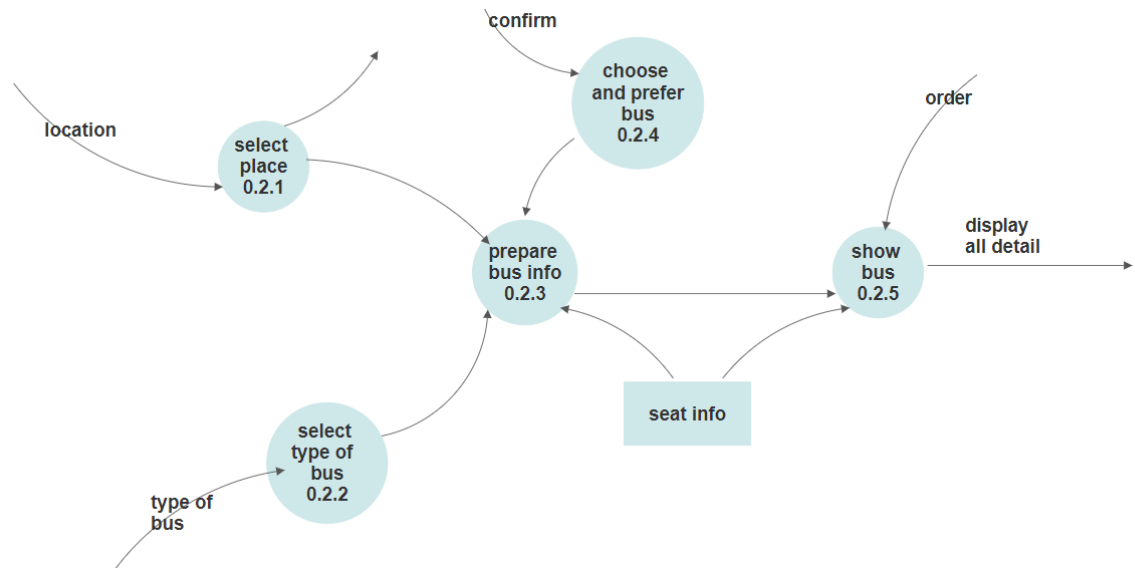 confirm
choose
and prefer
bus
0.2.4
order
location
select
place
0.2.1
display
all detail
prepare
bus info
0.2.3
show
bus
0.2.5
seat info
select
type of
bus
0.2.2
type of
bus